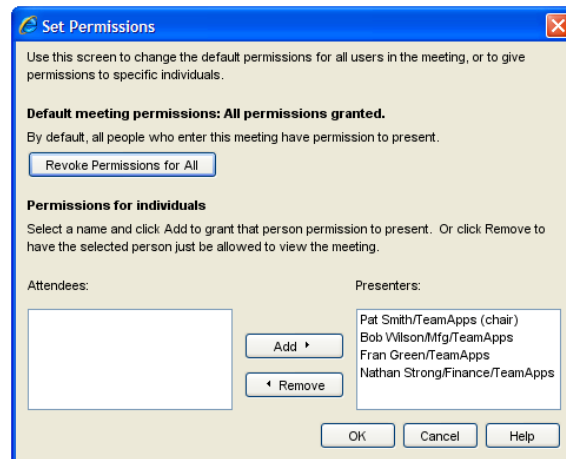 Set Permissions
Use this screen to change the default permissions for all users in the meeting, or to give
permissions to specific individuals.
Default meeting permissions: All permissions granted.
By default, all people who enter this meeting have permission to present.
Revoke Permissions for All
Permissions for individuals
Select a name and click Add to grant that person permission to present. Or click Remove to
have the selected person just be allowed to view the meeting.
Attendees:
Presenters:
Pat Smith/TeamApps (chair)
Bob Wilson/Mfg/TeamApps
Fran Green/TeamApps
Nathan Strong/Finance/TeamApps
Add
Remove
OK
Cancel
Help